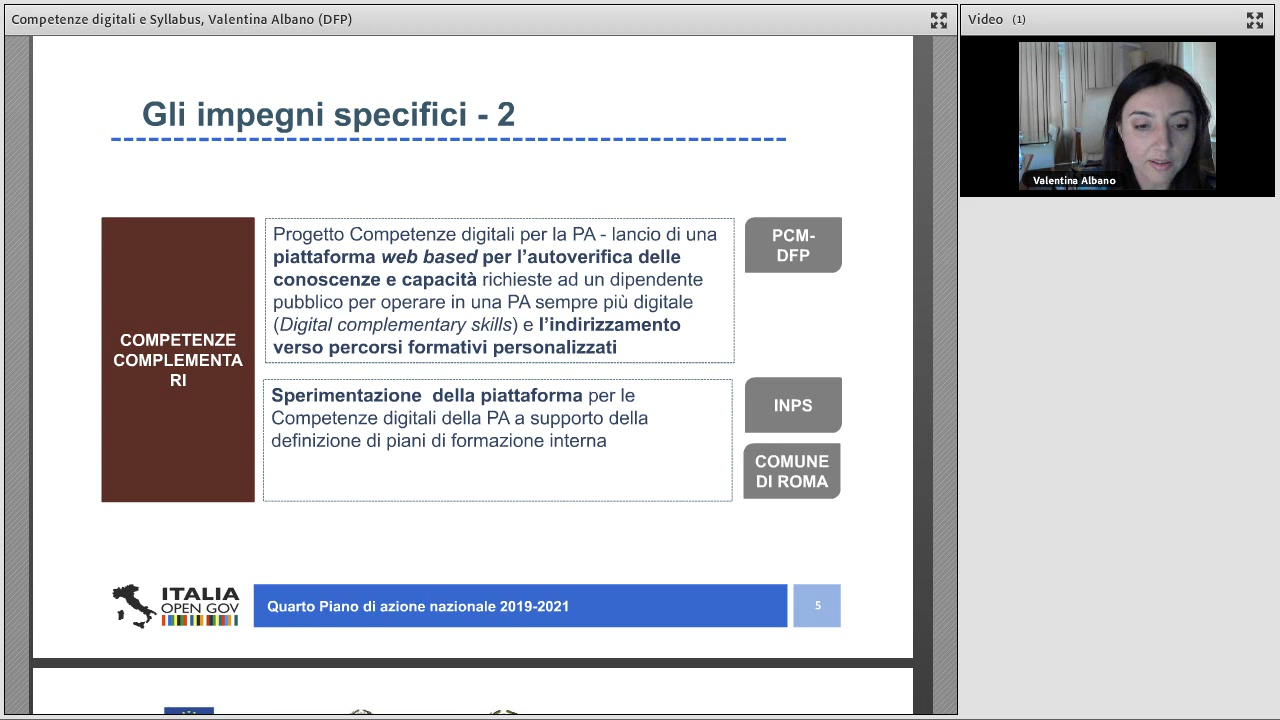 Competenze digitali e Syllabus, Valentina Albano (DFP)
Video (1)
Valentina Albano
Gli impegni specifici - 2
COMPETENZE
COMPLEMENTA
RI
Progetto Competenze digitali per la PA - lancio di una
piattaforma web based per l’autoverifica delle
conoscenze e capacità richieste ad un dipendente
pubblico per operare in una PA sempre più digitale
(Digital complementary skills) e l’indirizzamento
verso percorsi formativi personalizzati
PCM-
DFP
Sperimentazione della piattaforma per le
Competenze digitali della PA a supporto della
definizione di piani di formazione interna
INPS
COMUNE
DI ROMA
ITALIA
OPEN GOV
Quarto Piano di azione nazionale 2019-2021
5